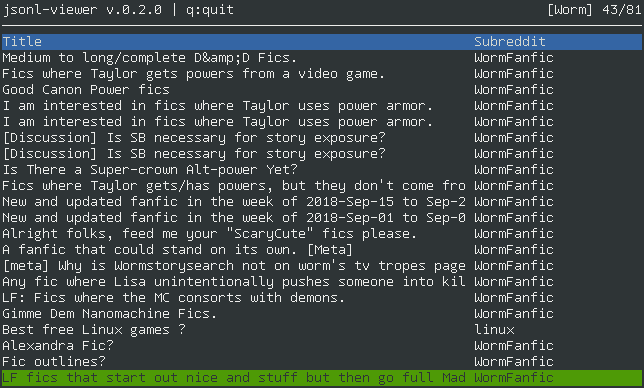 jsonl-viewer v.0.2.0 | q:quit [Worm] 43/81
Title Subreddit
Medium to long/complete D&amp;D Fics. WormFanfic
Fics where Taylor gets powers from a video game. WormFanfic
Good Canon Power fics WormFanfic
I am interested in fics where Taylor uses power armor. WormFanfic
I am interested in fics where Taylor uses power armor. WormFanfic
[Discussion] Is SB necessary for story exposure? WormFanfic
[Discussion] Is SB necessary for story exposure? WormFanfic
Is There a Super-crown Alt-power Yet? WormFanfic
Fics where Taylor gets/has powers, but they don't come fro WormFanfic
New and updated fanfic in the week of 2018-Sep-15 to Sep-2 WormFanfic
New and updated fanfic in the week of 2018-Sep-01 to Sep-0 WormFanfic
Alright folks, feed me your "ScaryCute" fics please. WormFanfic
A fanfic that could stand on its own. [Meta] WormFanfic
[meta] Why is Wormstorysearch not on worm's tv tropes page WormFanfic
Any fic where Lisa unintentionally pushes someone into kil WormFanfic
LF: Fics where the MC consorts with demons. WormFanfic
Gimme Dem Nanomachine Fics. WormFanfic
Best free Linux games ? linux
Alexandra Fic? WormFanfic
Fic outlines? WormFanfic
LF fics that start out nice and stuff but then go full Mad WormFanfic